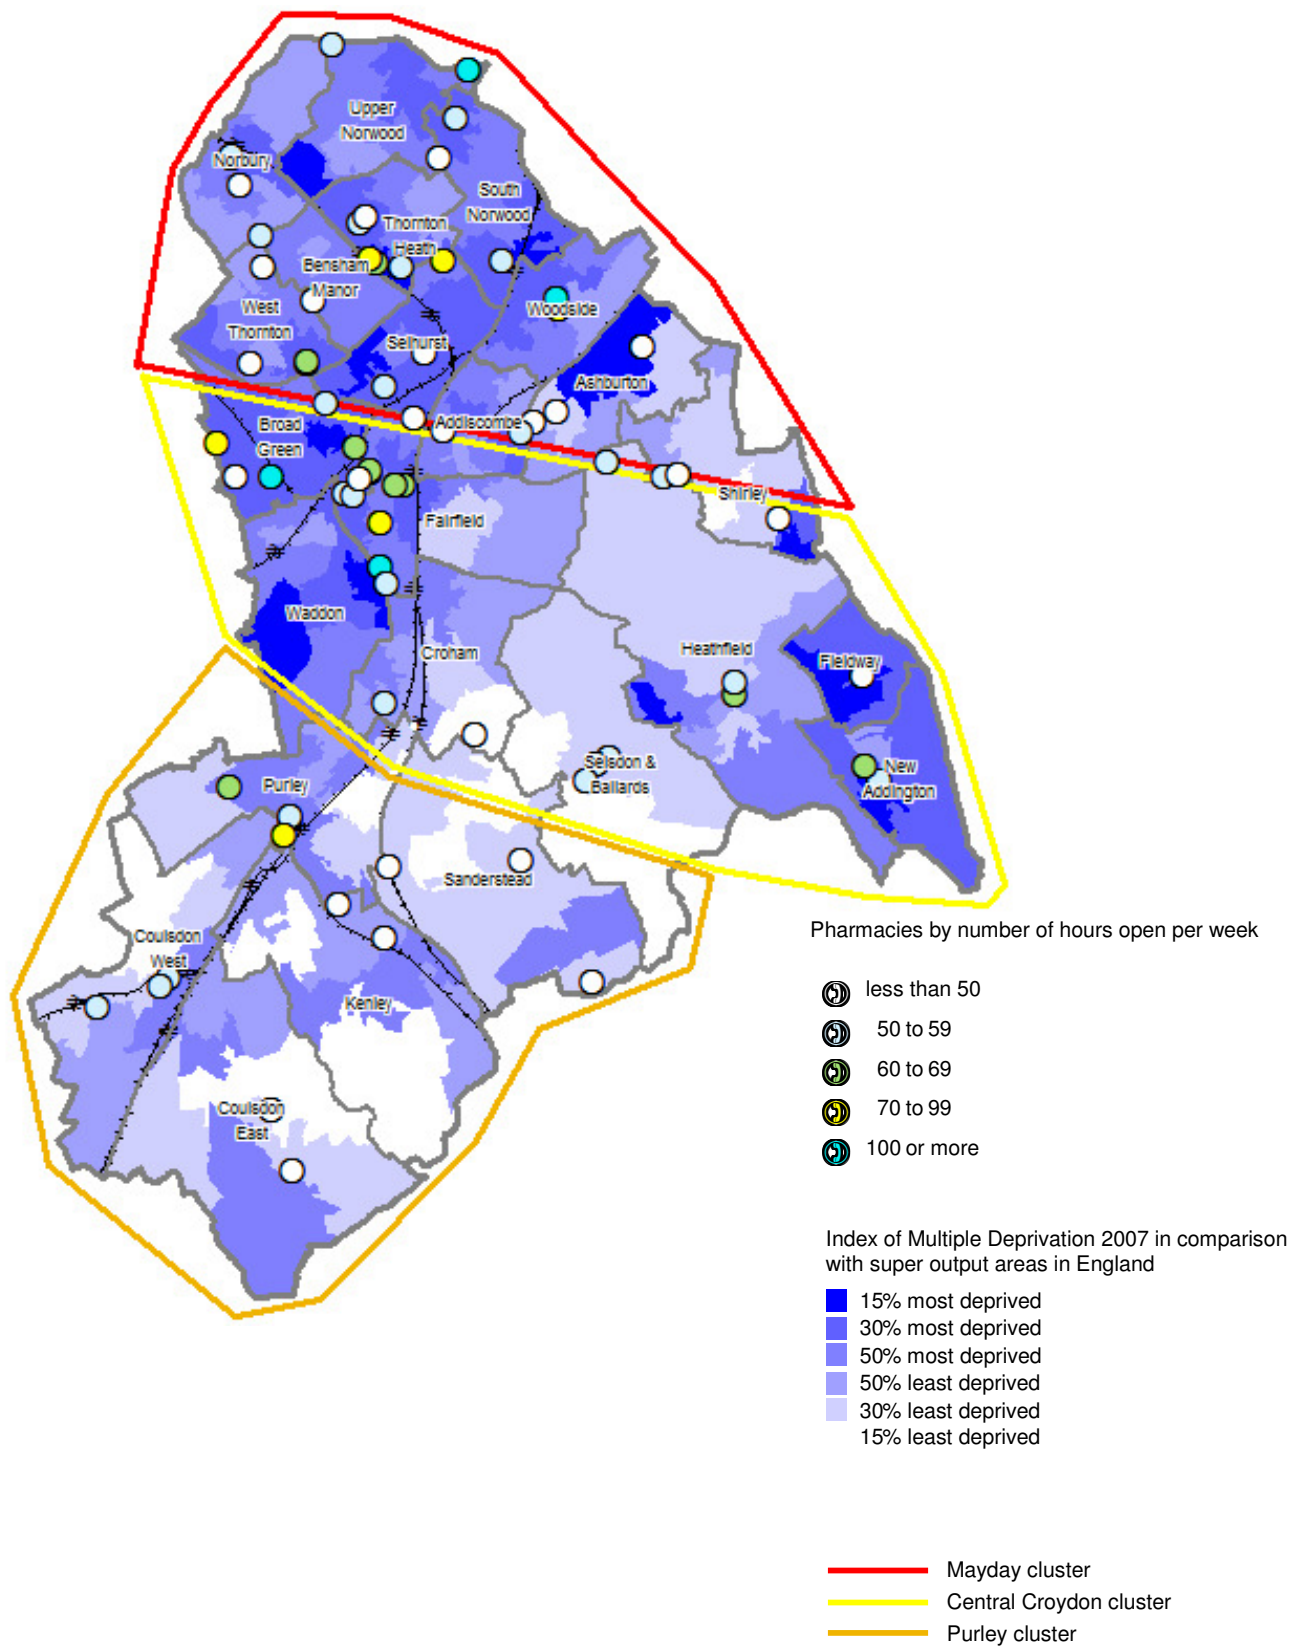 Upper
Norwood
Norbury
South
Norwood
Thornton
Heath
Bensham
Manor
West
Thornton
Woodside
Selhurst
Ashburton
Addiscombe
Broad
Green
Shirley
Fairfield
Waddon
Croham
Heathfield
Fieldway
Selsdon &
Ballards
New
Addington
Purley
Sanderstead
Coulsdon
West
Kenley
Coulsdon
East
Pharmacies by number of hours open per week
less than 50
50 to 59
60 to 69
70 to 99
100 or more
Index of Multiple Deprivation 2007 in comparison
with super output areas in England
15% most deprived
30% most deprived
50% most deprived
50% least deprived
30% least deprived
15% least deprived
Mayday cluster
Central Croydon cluster
Purley cluster